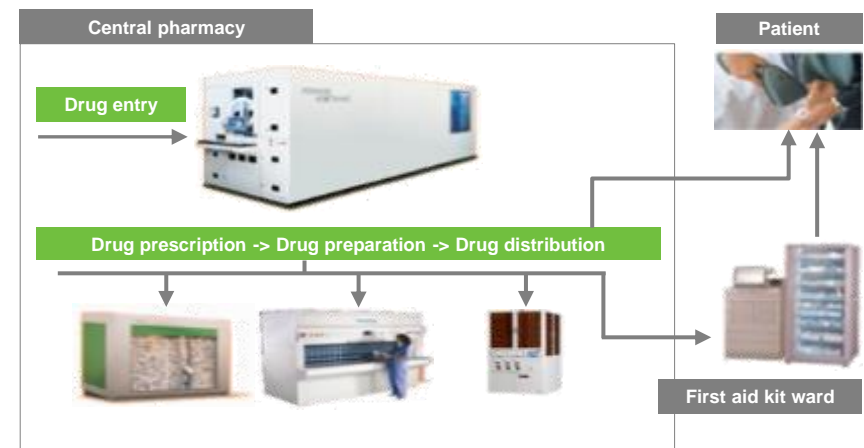 Central pharmacy
Patient
Drug entry
Drug prescription -> Drug preparation -> Drug distribution
First aid kit ward